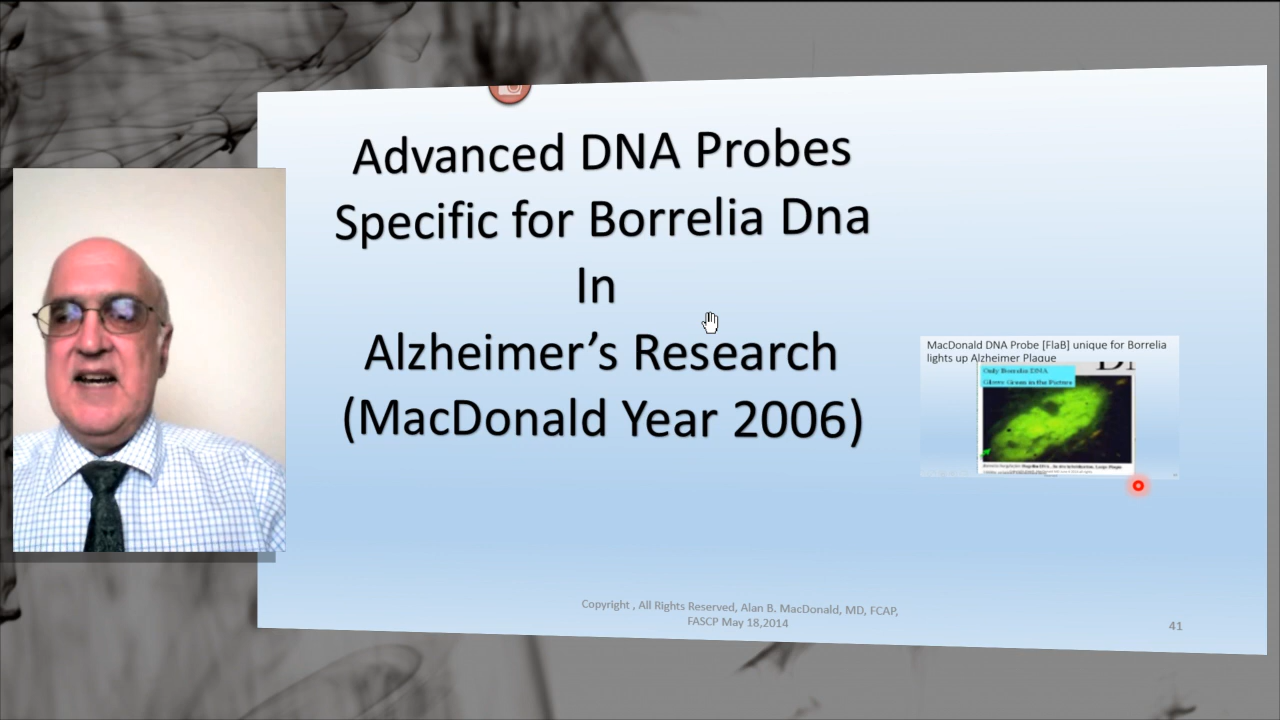 Advanced DNA Probes
Specific for Borrelia Dna
In
Alzheimer’s Research
(MacDonald Year 2006)
MacDonald DNA Probe [FlaB] unique for Borrelia
lights up Alzheimer Plaque
Only Borrelia DNA
Glows Green in the Picture
Copyright , All Rights Reserved, Alan B. MacDonald, MD, FCAP,
FASCP May 18,2014
41